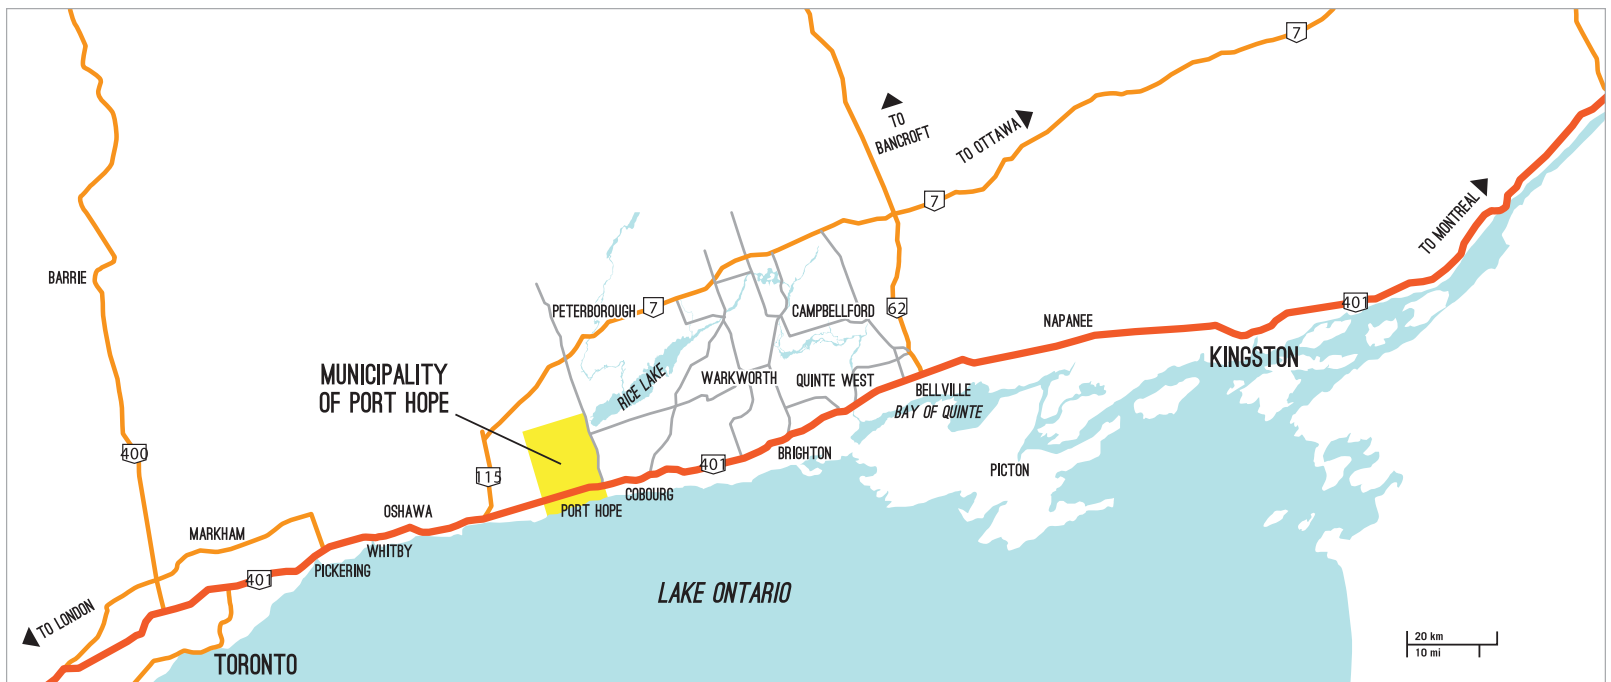 7
TO
BANCROFT
TO OTTAWA
7
TO MONTREAL
BARRIE
PETERBOROUGH
7
CAMPBELLFORD
62
401
NAPANEE
KINGSTON
MUNICIPALITY
OF PORT HOPE
RICE LAKE
WARKWORTH
QUINTE WEST
BELLVILLE
BAY OF QUINTE
400
115
401
BRIGHTON
PICTON
COBOURG
PORT HOPE
OSHAWA
MARKHAM
WHITBY
PICKERING
401
LAKE ONTARIO
TO LONDON
TORONTO
20 km
10 mi